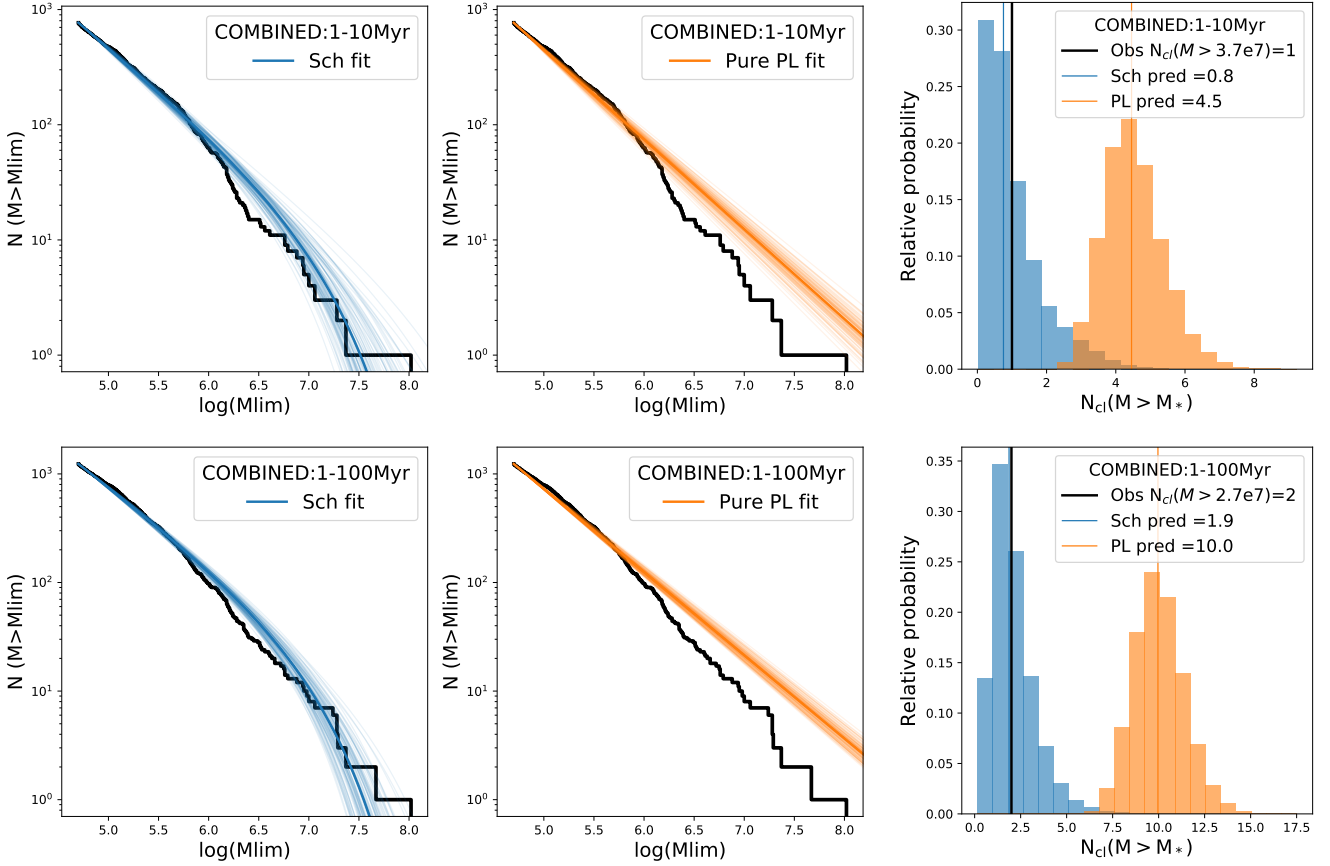 COMBINED:1-10Myr
Sch fit
N (M>Mlim)
10³
10²
10¹
10⁰
5.0 5.5 6.0 6.5 7.0 7.5 8.0
log(Mlim)
COMBINED:1-10Myr
Pure PL fit
N (M>Mlim)
10³
10²
10¹
10⁰
5.0 5.5 6.0 6.5 7.0 7.5 8.0
log(Mlim)
COMBINED:1-10Myr
Obs N_cl(M > 3.7e7)=1
Sch pred =0.8
PL pred =4.5
Relative probability
0.30
0.25
0.20
0.15
0.10
0.05
0.00
0 2 4 6 8
N_cl(M > M_*)
COMBINED:1-100Myr
Sch fit
N (M>Mlim)
10³
10²
10¹
10⁰
5.0 5.5 6.0 6.5 7.0 7.5 8.0
log(Mlim)
COMBINED:1-100Myr
Pure PL fit
N (M>Mlim)
10³
10²
10¹
10⁰
5.0 5.5 6.0 6.5 7.0 7.5 8.0
log(Mlim)
COMBINED:1-100Myr
Obs N_cl(M > 2.7e7)=2
Sch pred =1.9
PL pred =10.0
Relative probability
0.35
0.30
0.25
0.20
0.15
0.10
0.05
0.00
0.0 2.5 5.0 7.5 10.0 12.5 15.0 17.5
N_cl(M > M_*)